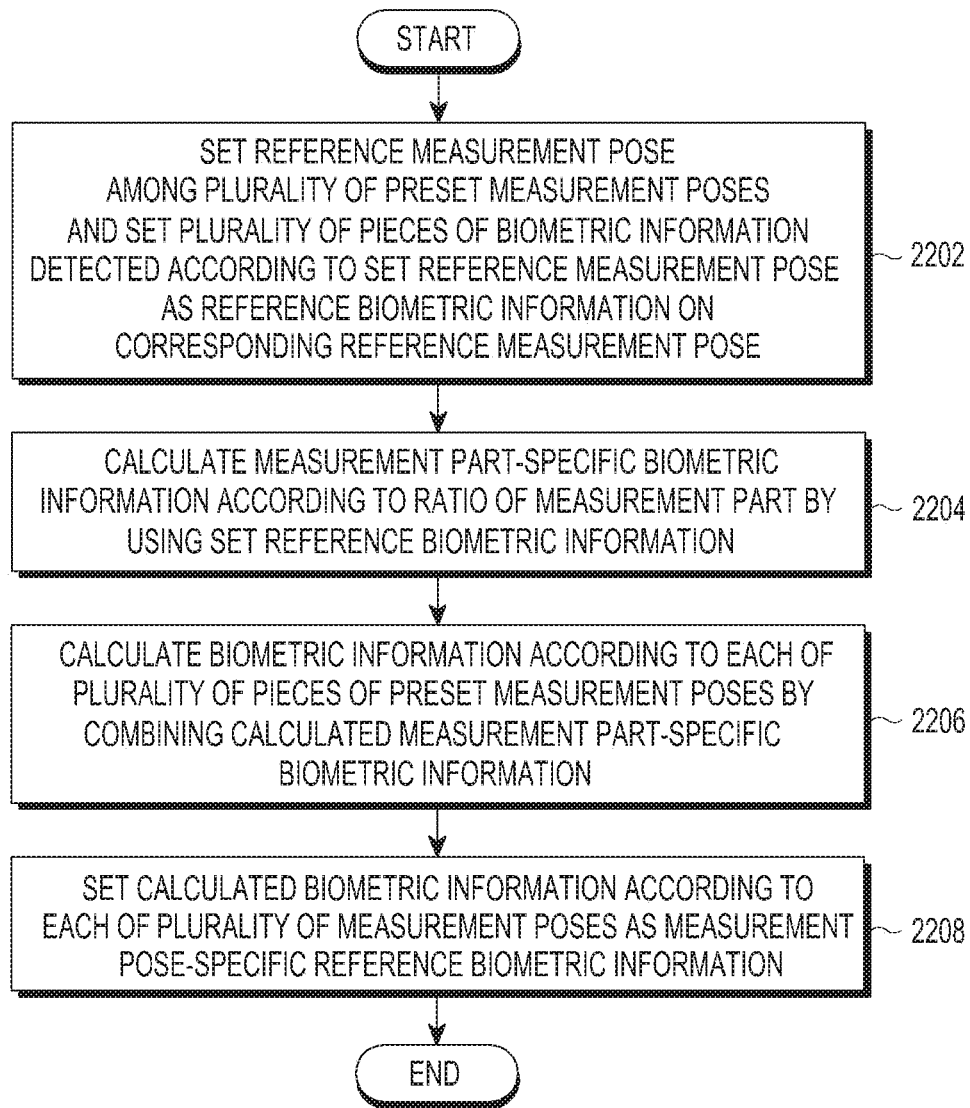 START
SET REFERENCE MEASUREMENT POSE
AMONG PLURALITY OF PRESET MEASUREMENT POSES
AND SET PLURALITY OF PIECES OF BIOMETRIC INFORMATION
DETECTED ACCORDING TO SET REFERENCE MEASUREMENT POSE
AS REFERENCE BIOMETRIC INFORMATION ON
CORRESPONDING REFERENCE MEASUREMENT POSE
2202
CALCULATE MEASUREMENT PART-SPECIFIC BIOMETRIC
INFORMATION ACCORDING TO RATIO OF MEASUREMENT PART BY
USING SET REFERENCE BIOMETRIC INFORMATION
2204
CALCULATE BIOMETRIC INFORMATION ACCORDING TO EACH OF
PLURALITY OF PIECES OF PRESET MEASUREMENT POSES BY
COMBINING CALCULATED MEASUREMENT PART-SPECIFIC
BIOMETRIC INFORMATION
2206
SET CALCULATED BIOMETRIC INFORMATION ACCORDING TO
EACH OF PLURALITY OF MEASUREMENT POSES AS MEASUREMENT
POSE-SPECIFIC REFERENCE BIOMETRIC INFORMATION
2208
END